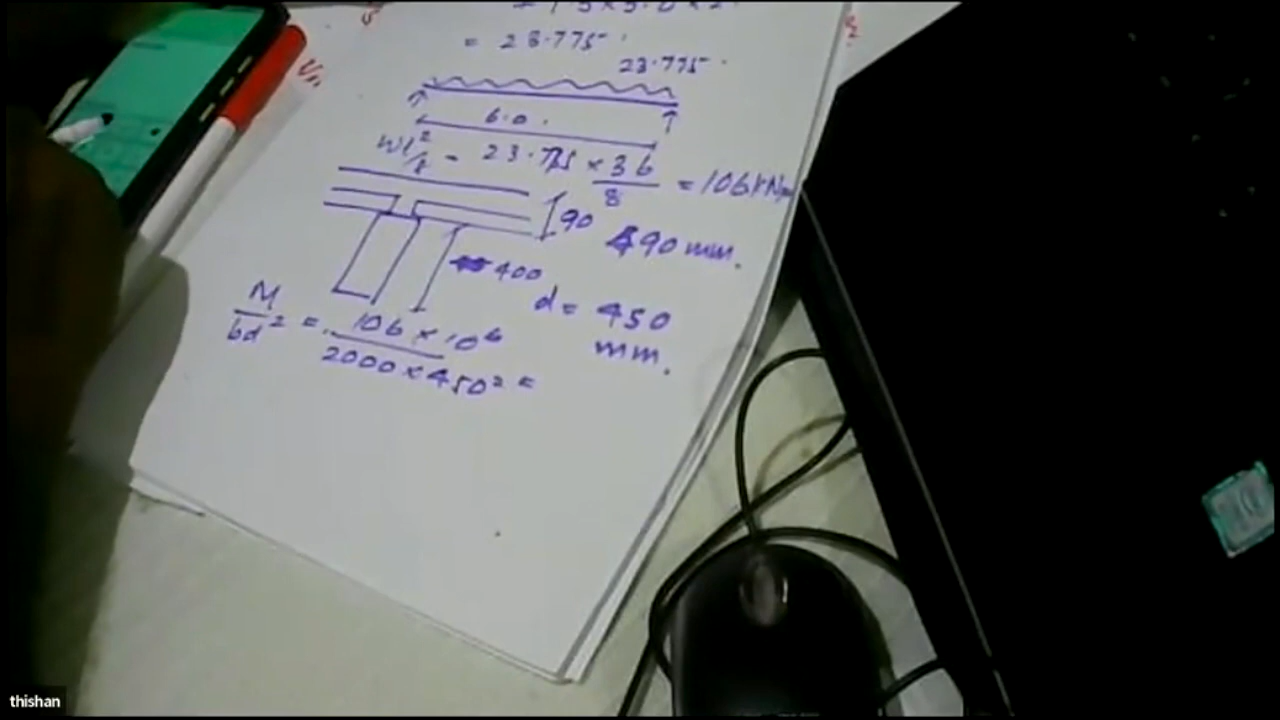 = 23.775
23.775
6.0
wl²/8 = 23.775 × 36/8 = 106 kNm
90
490 mm.
400
d = 450 mm.
M/bd² = 106 × 10⁶/2000 × 450² =
thishan